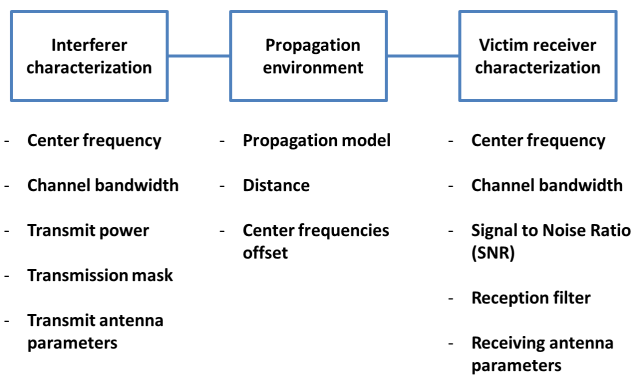 Interferer
characterization
Propagation
environment
Victim receiver
characterization
- Center frequency
- Channel bandwidth
- Transmit power
- Transmission mask
- Transmit antenna
parameters
- Propagation model
- Distance
- Center frequencies
offset
- Center frequency
- Channel bandwidth
- Signal to Noise Ratio
(SNR)
- Reception filter
- Receiving antenna
parameters